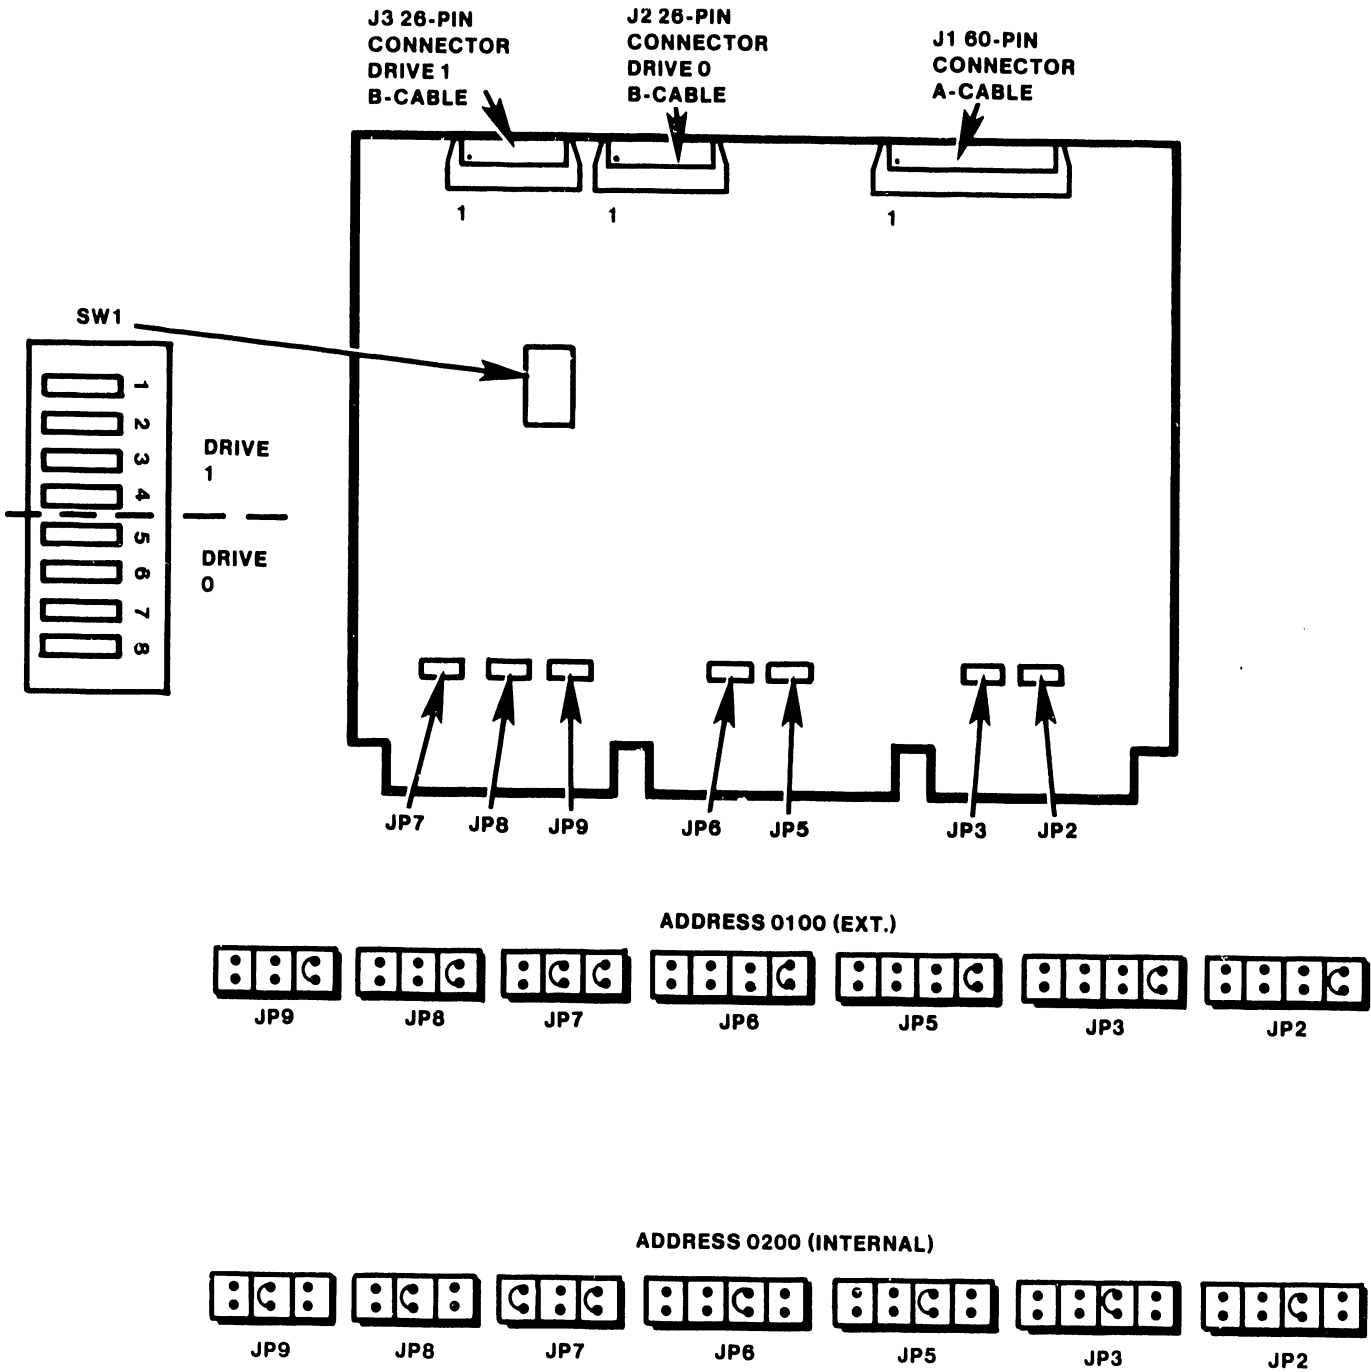 J3 26-PIN
CONNECTOR
DRIVE 1
B-CABLE
J2 26-PIN
CONNECTOR
DRIVE 0
B-CABLE
J1 60-PIN
CONNECTOR
A-CABLE
1
1
1
SW1
1
2
3
4
5
6
7
8
DRIVE
1
DRIVE
0
JP7
JP8
JP9
JP6
JP5
JP3
JP2
ADDRESS 0100 (EXT.)
JP9
JP8
JP7
JP6
JP5
JP3
JP2
ADDRESS 0200 (INTERNAL)
JP9
JP8
JP7
JP6
JP5
JP3
JP2